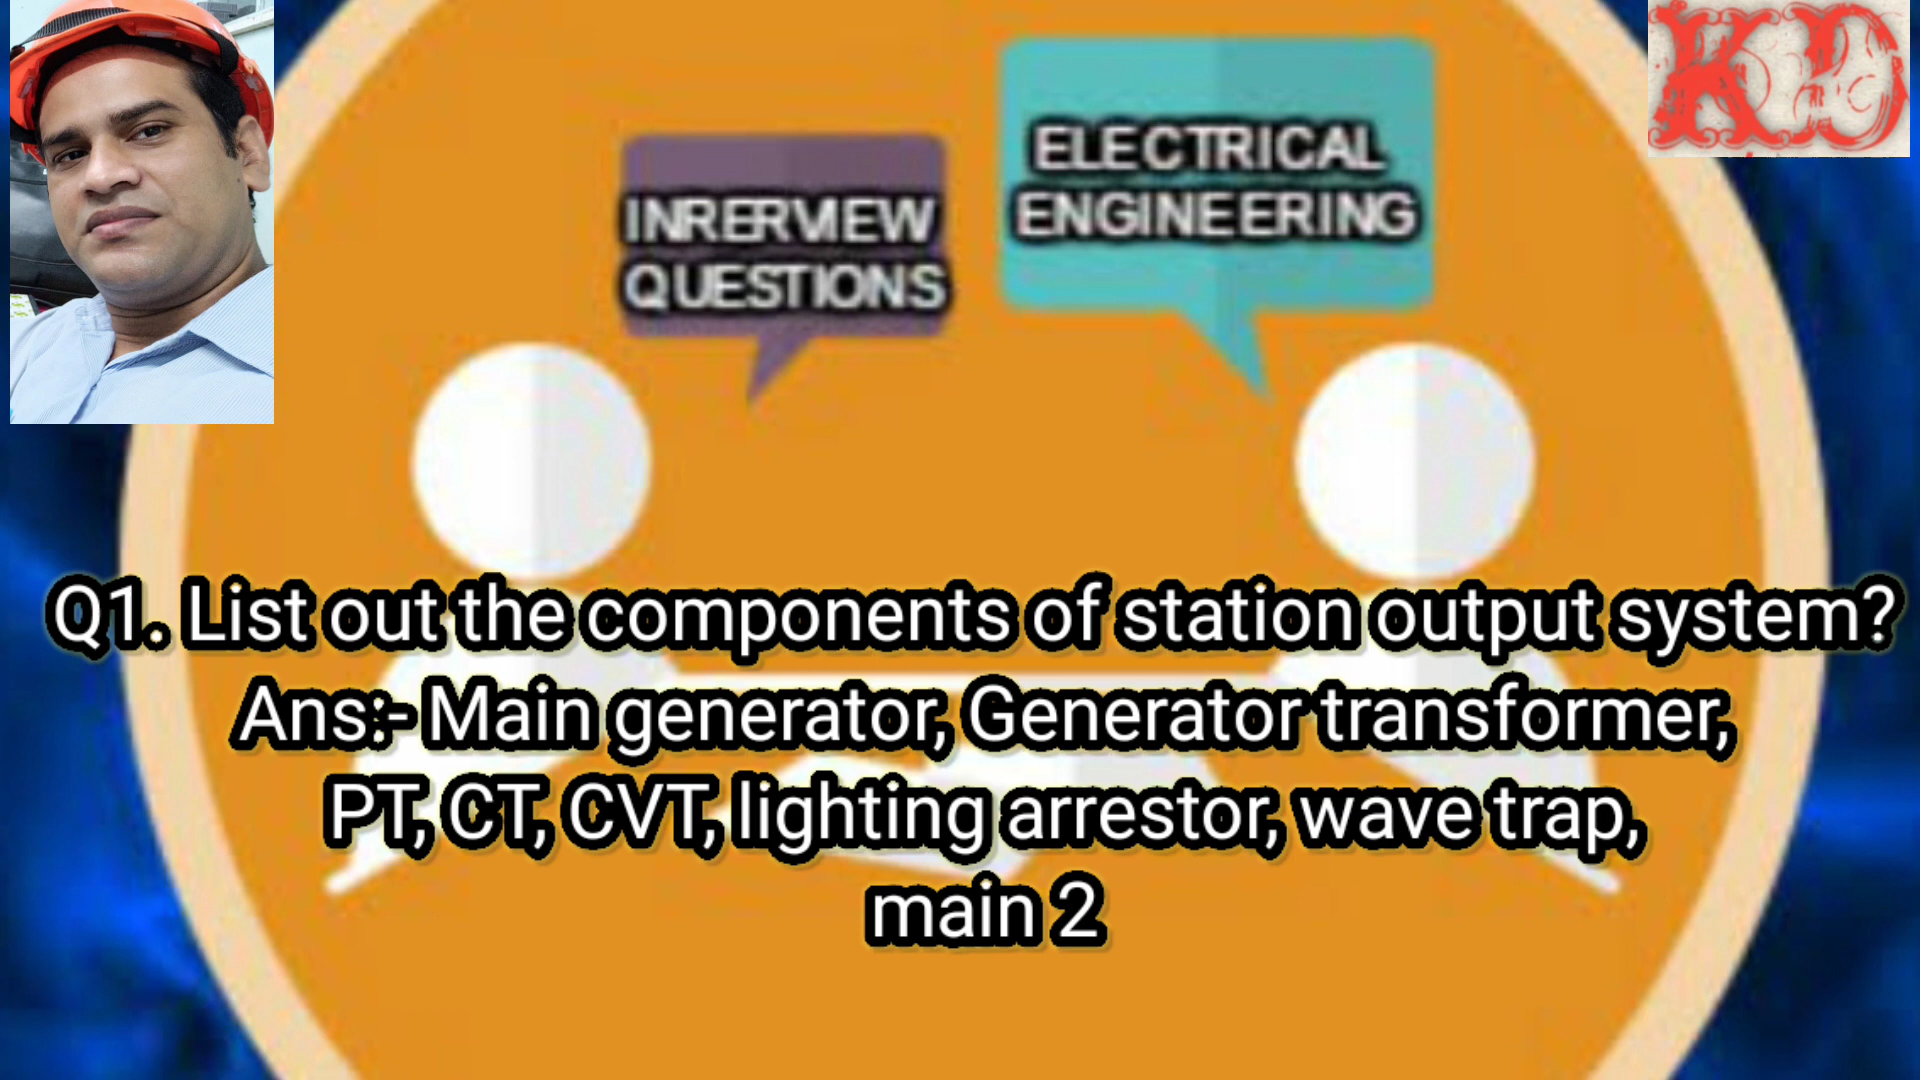 KD
INRERVIEW
QUESTIONS
ELECTRICAL
ENGINEERING
Q1. List out the components of station output system?
Ans:- Main generator, Generator transformer,
PT, CT, CVT, lighting arrestor, wave trap,
main 2